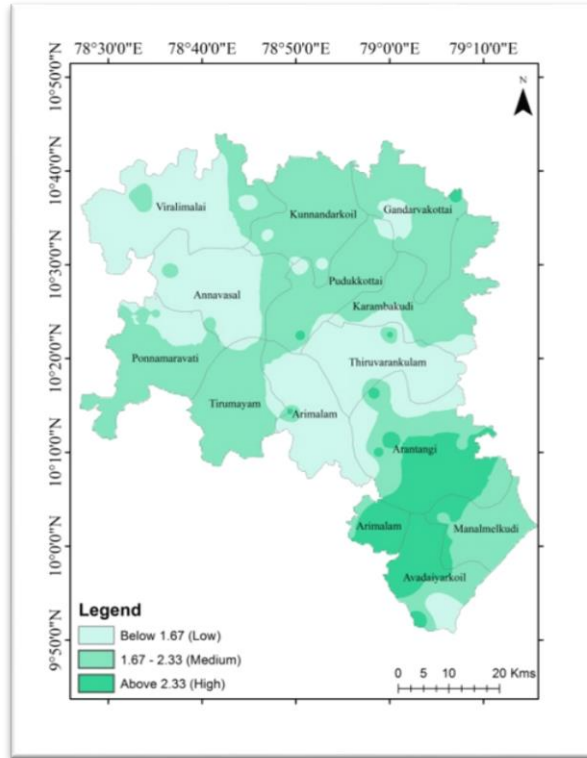 78°30'0"E 78°40'0"E 78°50'0"E 79°0'0"E 79°10'0"E
10°50'0"N
N
10°40'0"N
Viralimalai
Kunnandarkoil
Gandarvakottai
10°30'0"N
Annavasal
Pudukkottai
Karambakudi
10°20'0"N
Ponnamaravati
Thiruvarankulam
Tirumayam
Arimalam
10°10'0"N
Arantangi
10°0'0"N
Arimalam
Manalmelkudi
Avadaiyarkoil
9°50'0"N
Legend
Below 1.67 (Low)
1.67 - 2.33 (Medium)
Above 2.33 (High)
0 5 10 20 Kms